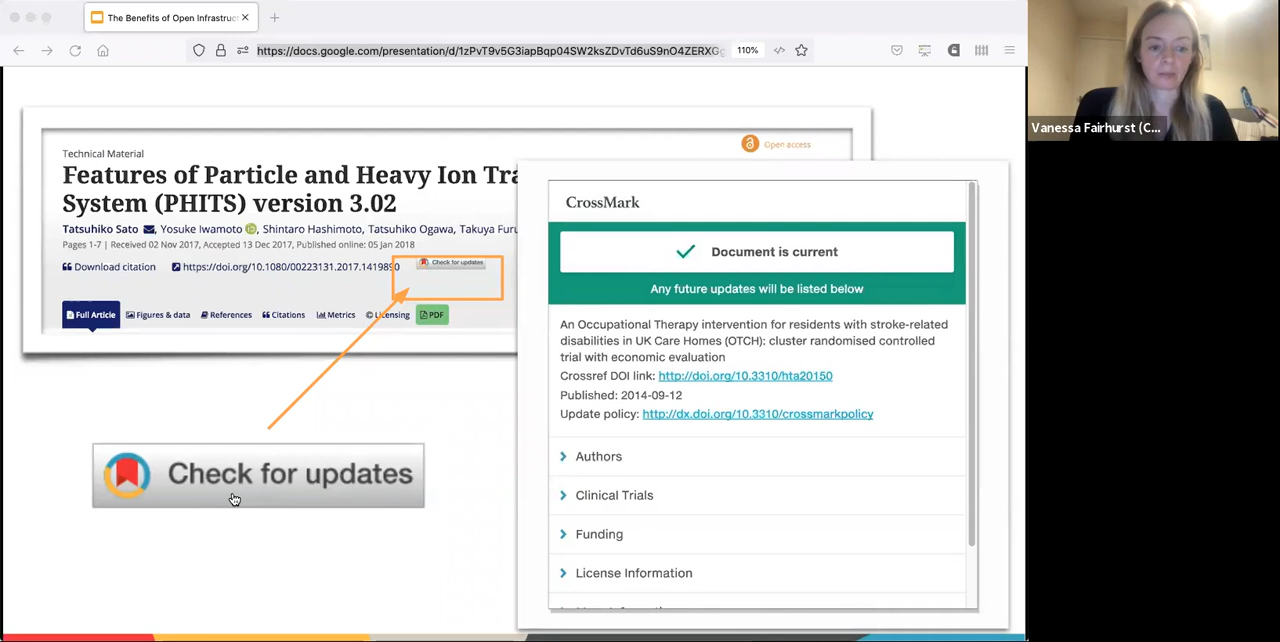 The Benefits of Open Infrastruc
https://docs.google.com/presentation/d/1zPvT9v5G3iapBqp04SW2ksZDvTd6uS9nO4ZERXG
110%
Technical Material
Open access
Features of Particle and Heavy Ion Tra
System (PHITS) version 3.02
Tatsuhiko Sato, Yosuke Iwamoto, Shintaro Hashimoto, Tatsuhiko Ogawa, Takuya Furu
Pages 1-7 | Received 02 Nov 2017, Accepted 13 Dec 2017, Published online: 05 Jan 2018
Download citation https://doi.org/10.1080/00223131.2017.1419890 Check for updates
Full Article Figures & data References Citations Metrics Licensing PDF
Check for updates
CrossMark
Document is current
Any future updates will be listed below
An Occupational Therapy intervention for residents with stroke-related
disabilities in UK Care Homes (OTCH): cluster randomised controlled
trial with economic evaluation
Crossref DOI link: http://doi.org/10.3310/hta20150
Published: 2014-09-12
Update policy: http://dx.doi.org/10.3310/crossmarkpolicy
Authors
Clinical Trials
Funding
License Information
Vanessa Fairhurst (C...